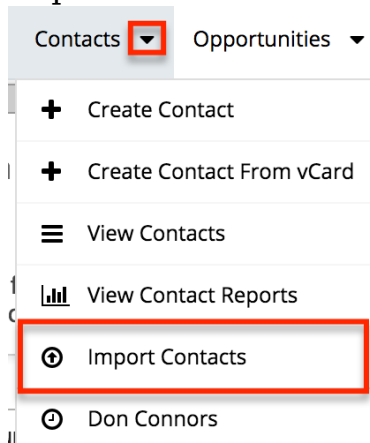 Contacts Opportunities
Create Contact
Create Contact From vCard
View Contacts
View Contact Reports
Import Contacts
Don Connors